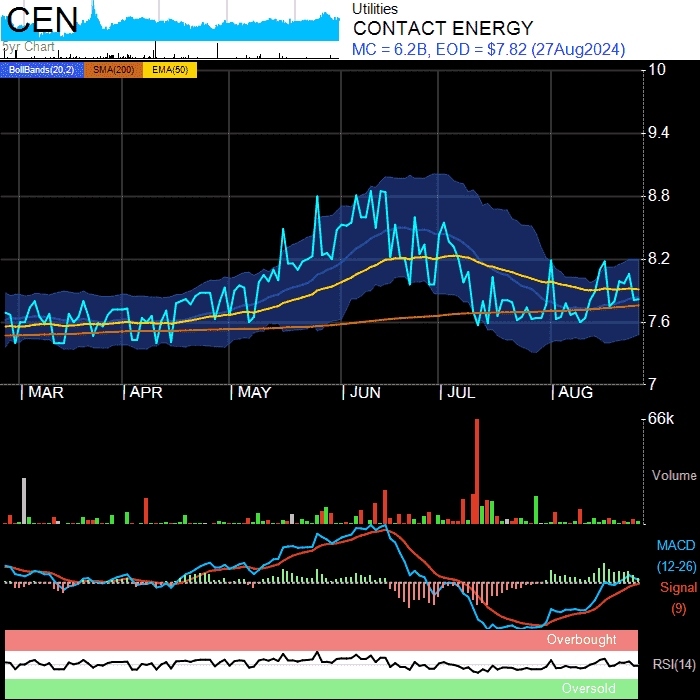 CEN
5yr Chart
Utilities
CONTACT ENERGY
MC = 6.2B, EOD = $7.82 (27Aug2024)
BollBands(20,2) SMA(200) EMA(50)
10
9.4
8.8
8.2
7.6
7
MAR APR MAY JUN JUL AUG
66k
Volume
MACD
(12-26)
Signal
(9)
Overbought
RSI(14)
Oversold